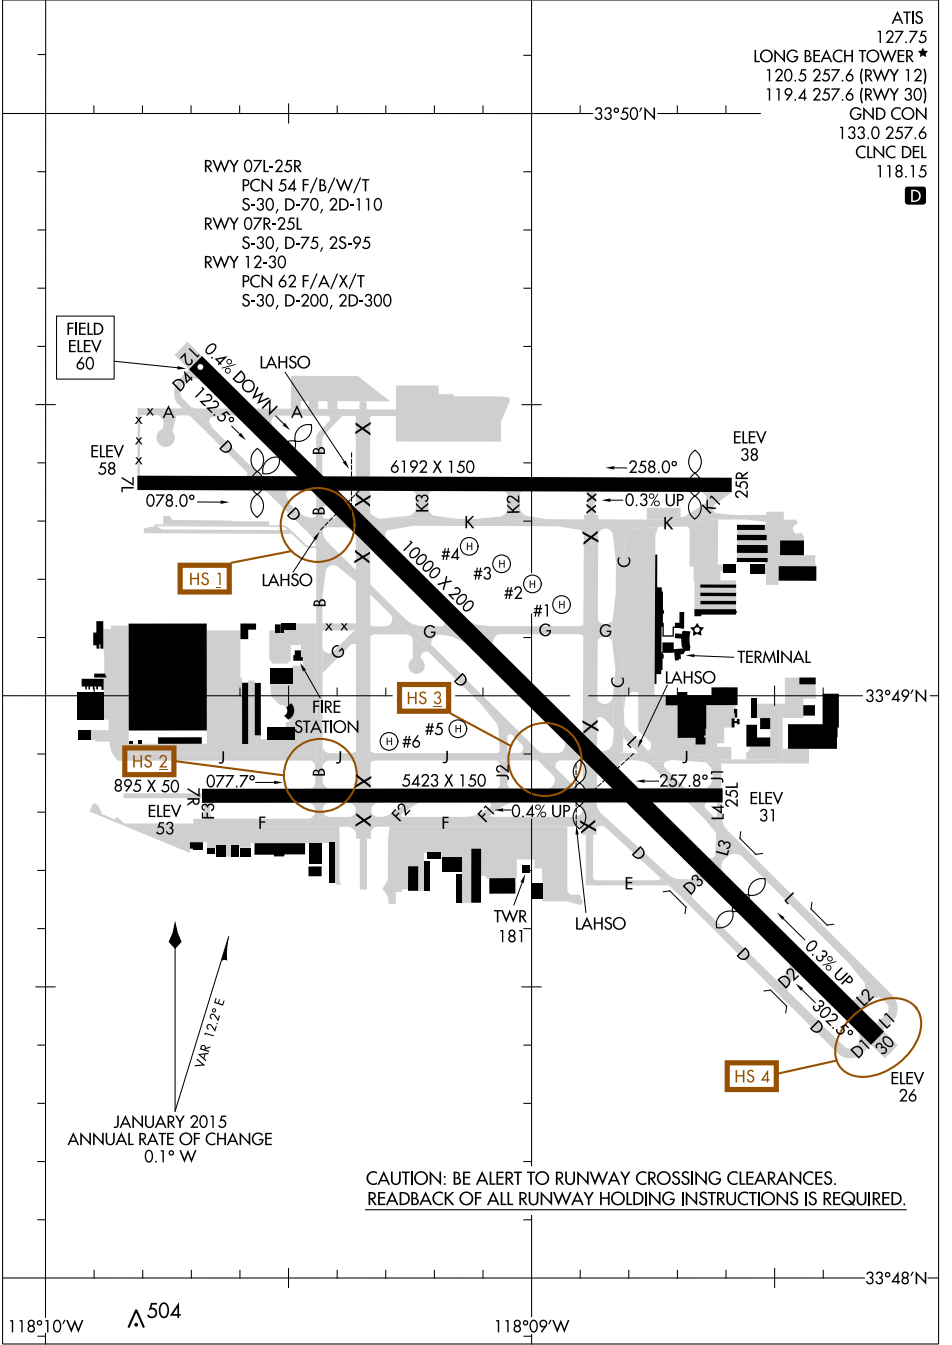 ATIS
127.75
LONG BEACH TOWER ★
120.5 257.6 (RWY 12)
119.4 257.6 (RWY 30)
GND CON
133.0 257.6
CLNC DEL
118.15
D
33°50'N
RWY 07L-25R
PCN 54 F/B/W/T
S-30, D-70, 2D-110
RWY 07R-25L
S-30, D-75, 2S-95
RWY 12-30
PCN 62 F/A/X/T
S-30, D-200, 2D-300
FIELD
ELEV
60
12
0.4% DOWN
LAHSO
D4
122.5°
A
A
D
B
X
x
x
x
x
ELEV
58
7L
6192 X 150
258.0°
ELEV
38
25R
078.0°
0.3% UP
K3
K2
K1
xx
X
D
B
K
K
X
X
HS 1
LAHSO
10000 X 200
#4 H
#3 H
#2 H
#1 H
C
B
x x
G
G
G
G
TERMINAL
LAHSO
D
C
33°49'N
HS 3
FIRE
STATION
#5 H
H #6
X
L
HS 2
J
J
J
J
B
J2
J1
895 X 50
077.7°
X
5423 X 150
257.8°
7R
25L
ELEV
53
F3
F
F2
F
F1
0.4% UP
X
X
L4
ELEV
31
D
L3
E
D3
L
TWR
181
LAHSO
D
D2
0.3% UP
302.5°
L2
L1
D
D1
30
HS 4
ELEV
26
VAR 12.2° E
JANUARY 2015
ANNUAL RATE OF CHANGE
0.1° W
CAUTION: BE ALERT TO RUNWAY CROSSING CLEARANCES.
READBACK OF ALL RUNWAY HOLDING INSTRUCTIONS IS REQUIRED.
33°48'N
504
118°10'W
118°09'W